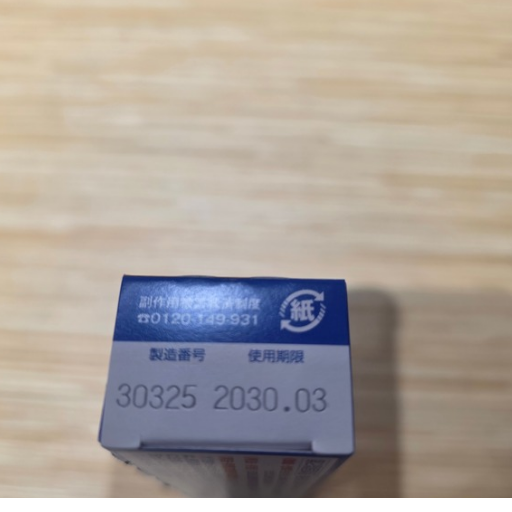 副作用被害救済制度
☎0120-149-931
紙
製造番号 使用期限
30325 2030.03